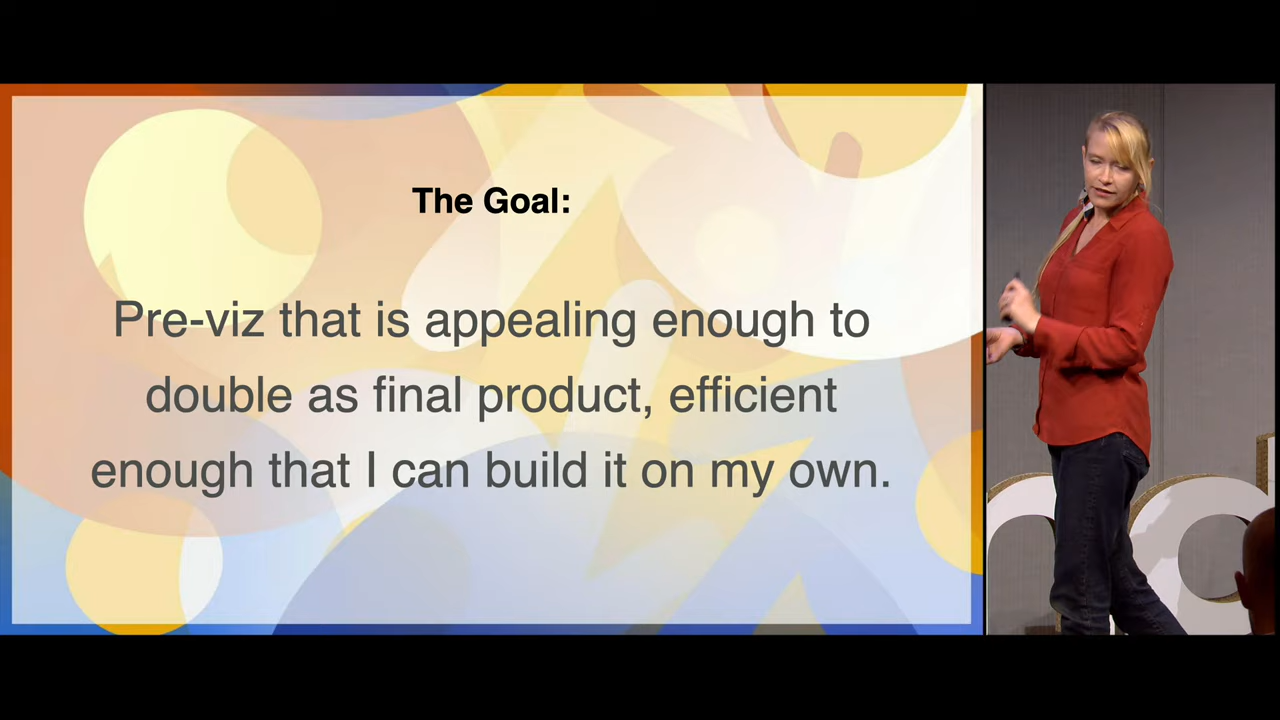 The Goal:
Pre-viz that is appealing enough to
double as final product, efficient
enough that I can build it on my own.